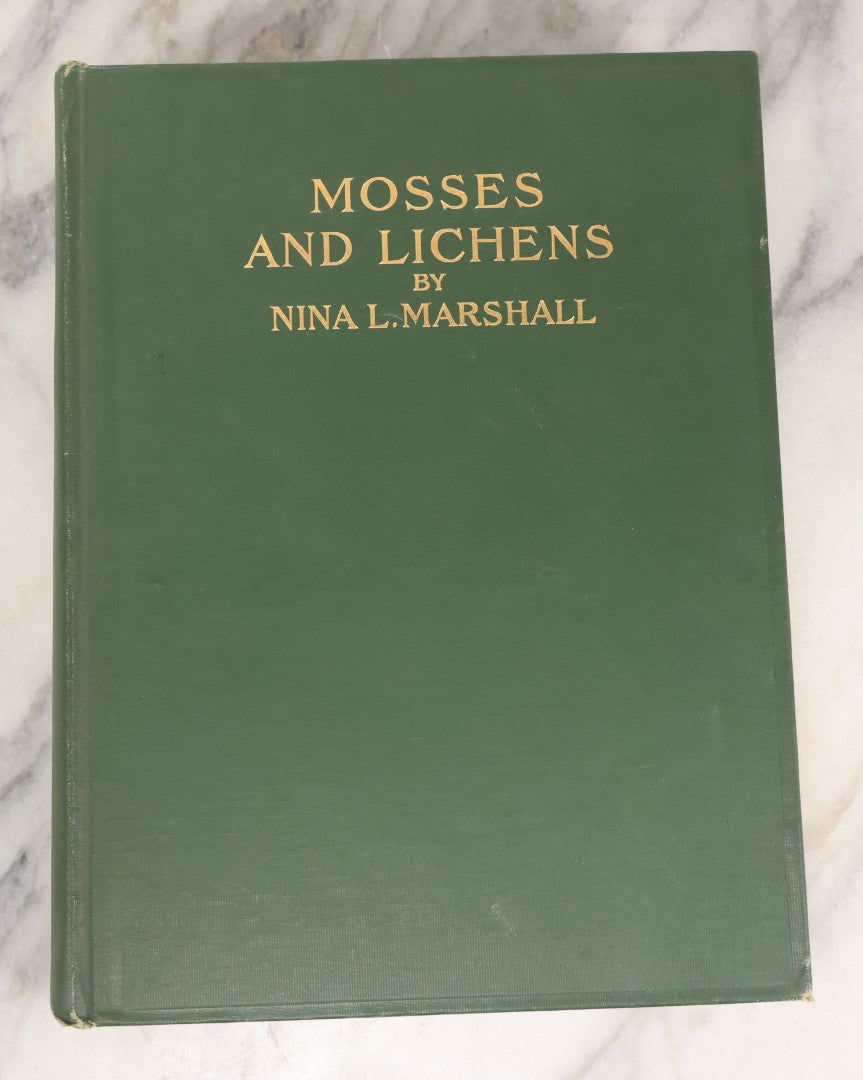 MOSSES
AND LICHENS
BY
NINA L. MARSHALL